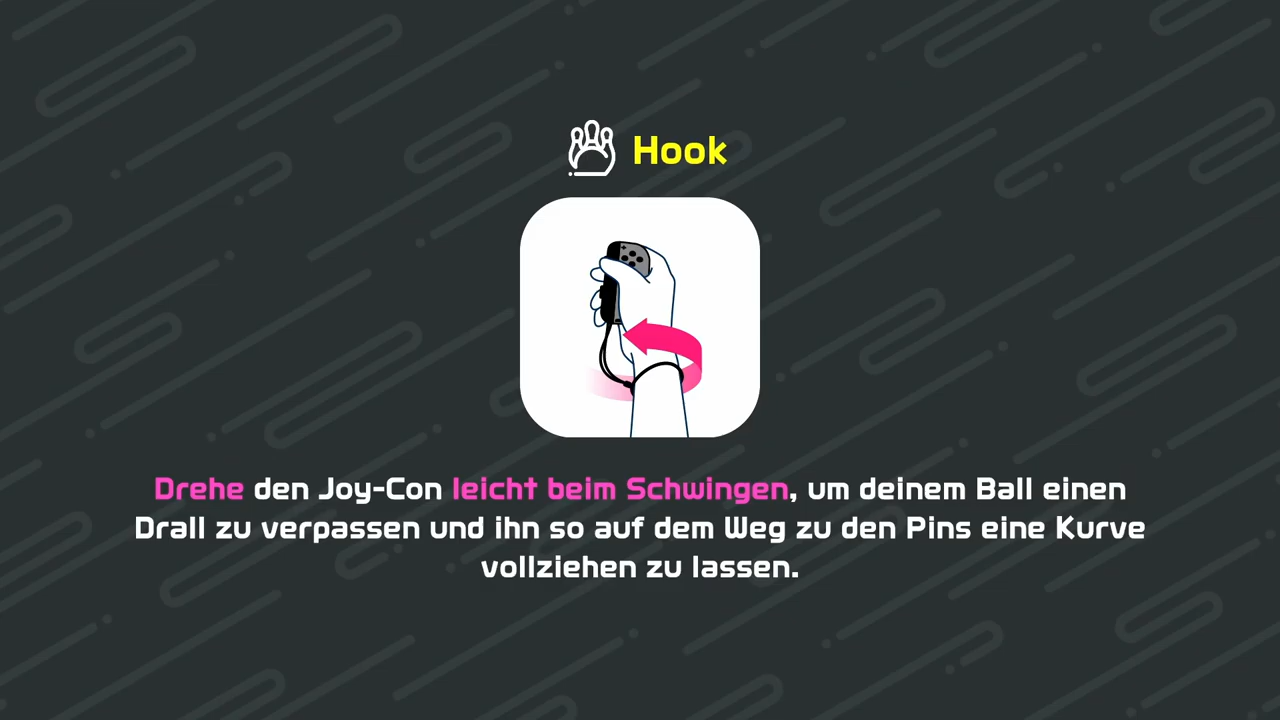 Hook
Drehe den Joy-Con leicht beim Schwingen, um deinem Ball einen
Drall zu verpassen und ihn so auf dem Weg zu den Pins eine Kurve
vollziehen zu lassen.